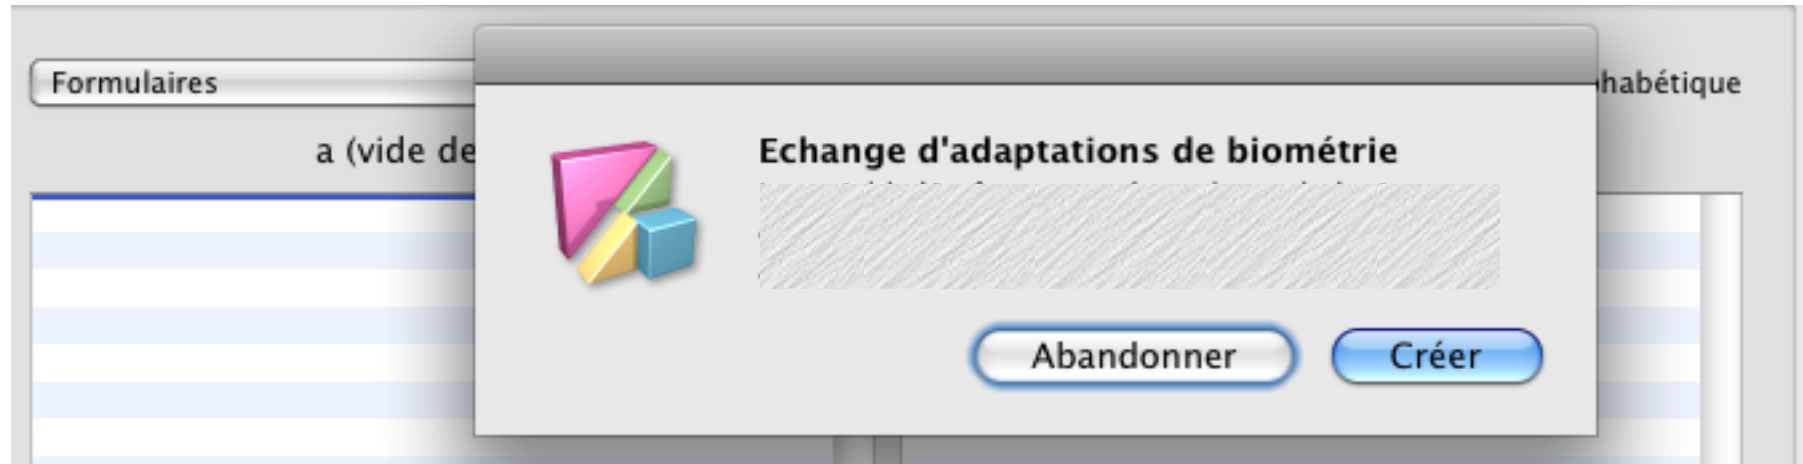 Formulaires
habétique
a (vide de
Echange d'adaptations de biométrie
Abandonner
Créer